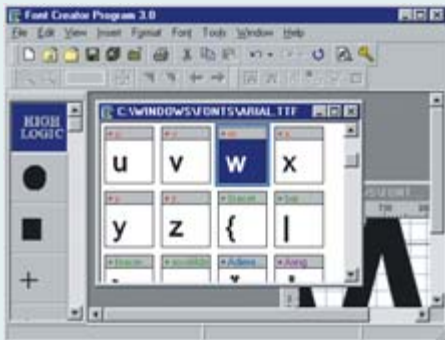 Font Creator Program 3.0
File Edit View Insert Format Font Tools Window Help
C:\WINDOWS\FONTS\ARIAL.TTF
HIGH
LOGIC
u v w x
u v w x
y z
y z { |